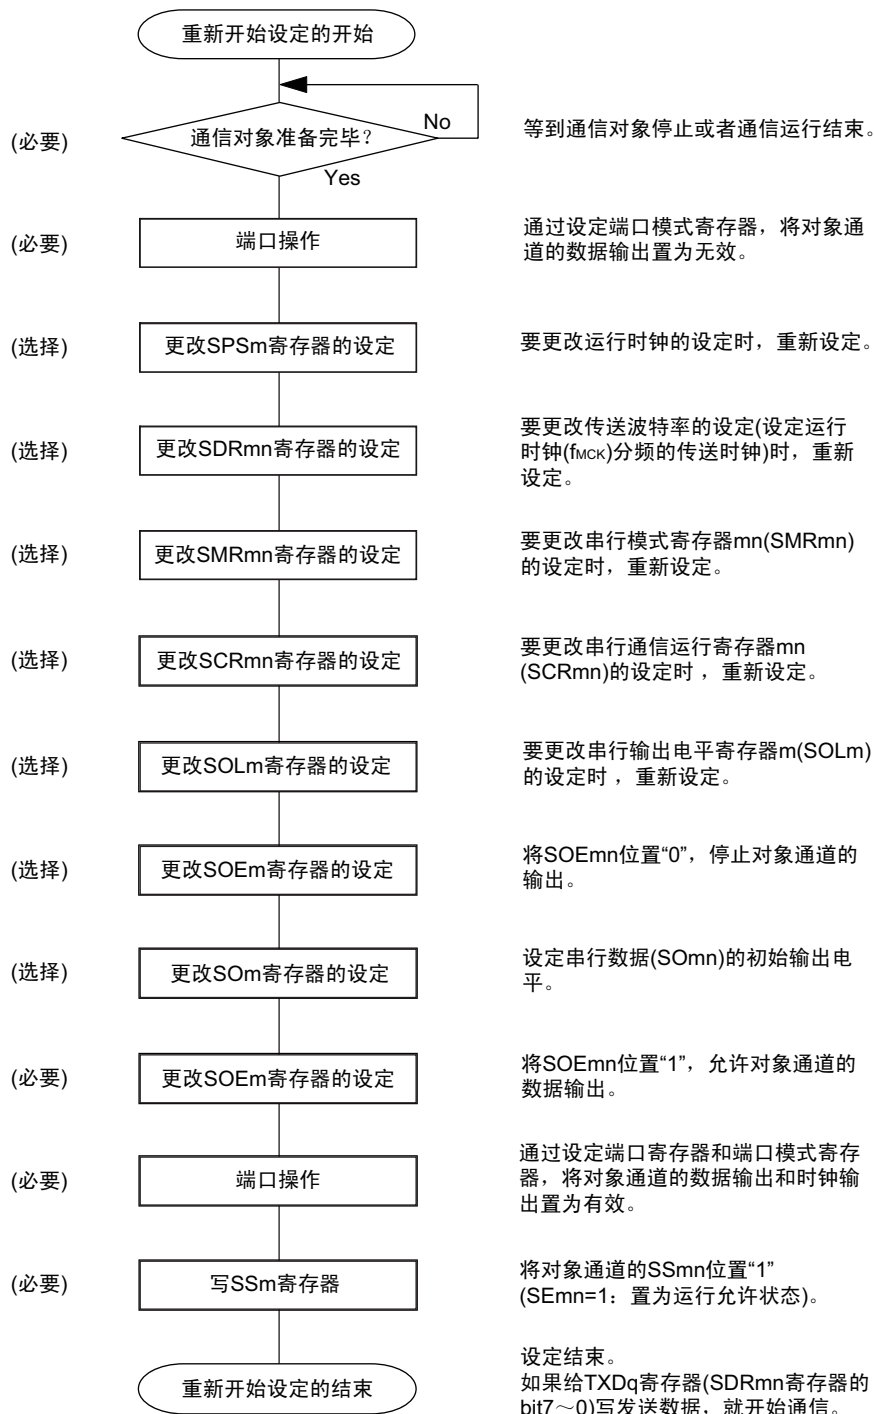 重新开始设定的开始
(必要)
通信对象准备完毕?
No
Yes
等到通信对象停止或者通信运行结束。
(必要)
端口操作
通过设定端口模式寄存器，将对象通
道的数据输出置为无效。
(选择)
更改SPSm寄存器的设定
要更改运行时钟的设定时，重新设定。
(选择)
更改SDRmn寄存器的设定
要更改传送波特率的设定(设定运行
时钟(fMCK)分频的传送时钟)时，重新
设定。
(选择)
更改SMRmn寄存器的设定
要更改串行模式寄存器mn(SMRmn)
的设定时，重新设定。
(选择)
更改SCRmn寄存器的设定
要更改串行通信运行寄存器mn
(SCRmn)的设定时 ，重新设定。
(选择)
更改SOLm寄存器的设定
要更改串行输出电平寄存器m(SOLm)
的设定时 ，重新设定。
(选择)
更改SOEm寄存器的设定
将SOEmn位置“0”，停止对象通道的
输出。
(选择)
更改SOm寄存器的设定
设定串行数据(SOmn)的初始输出电
平。
(必要)
更改SOEm寄存器的设定
将SOEmn位置“1”，允许对象通道的
数据输出。
(必要)
端口操作
通过设定端口寄存器和端口模式寄存
器，将对象通道的数据输出和时钟输
出置为有效。
(必要)
写SSm寄存器
将对象通道的SSmn位置“1”
(SEmn=1：置为运行允许状态)。
重新开始设定的结束
设定结束。
如果给TXDq寄存器(SDRmn寄存器的
bit7～0)写发送数据，就开始通信。